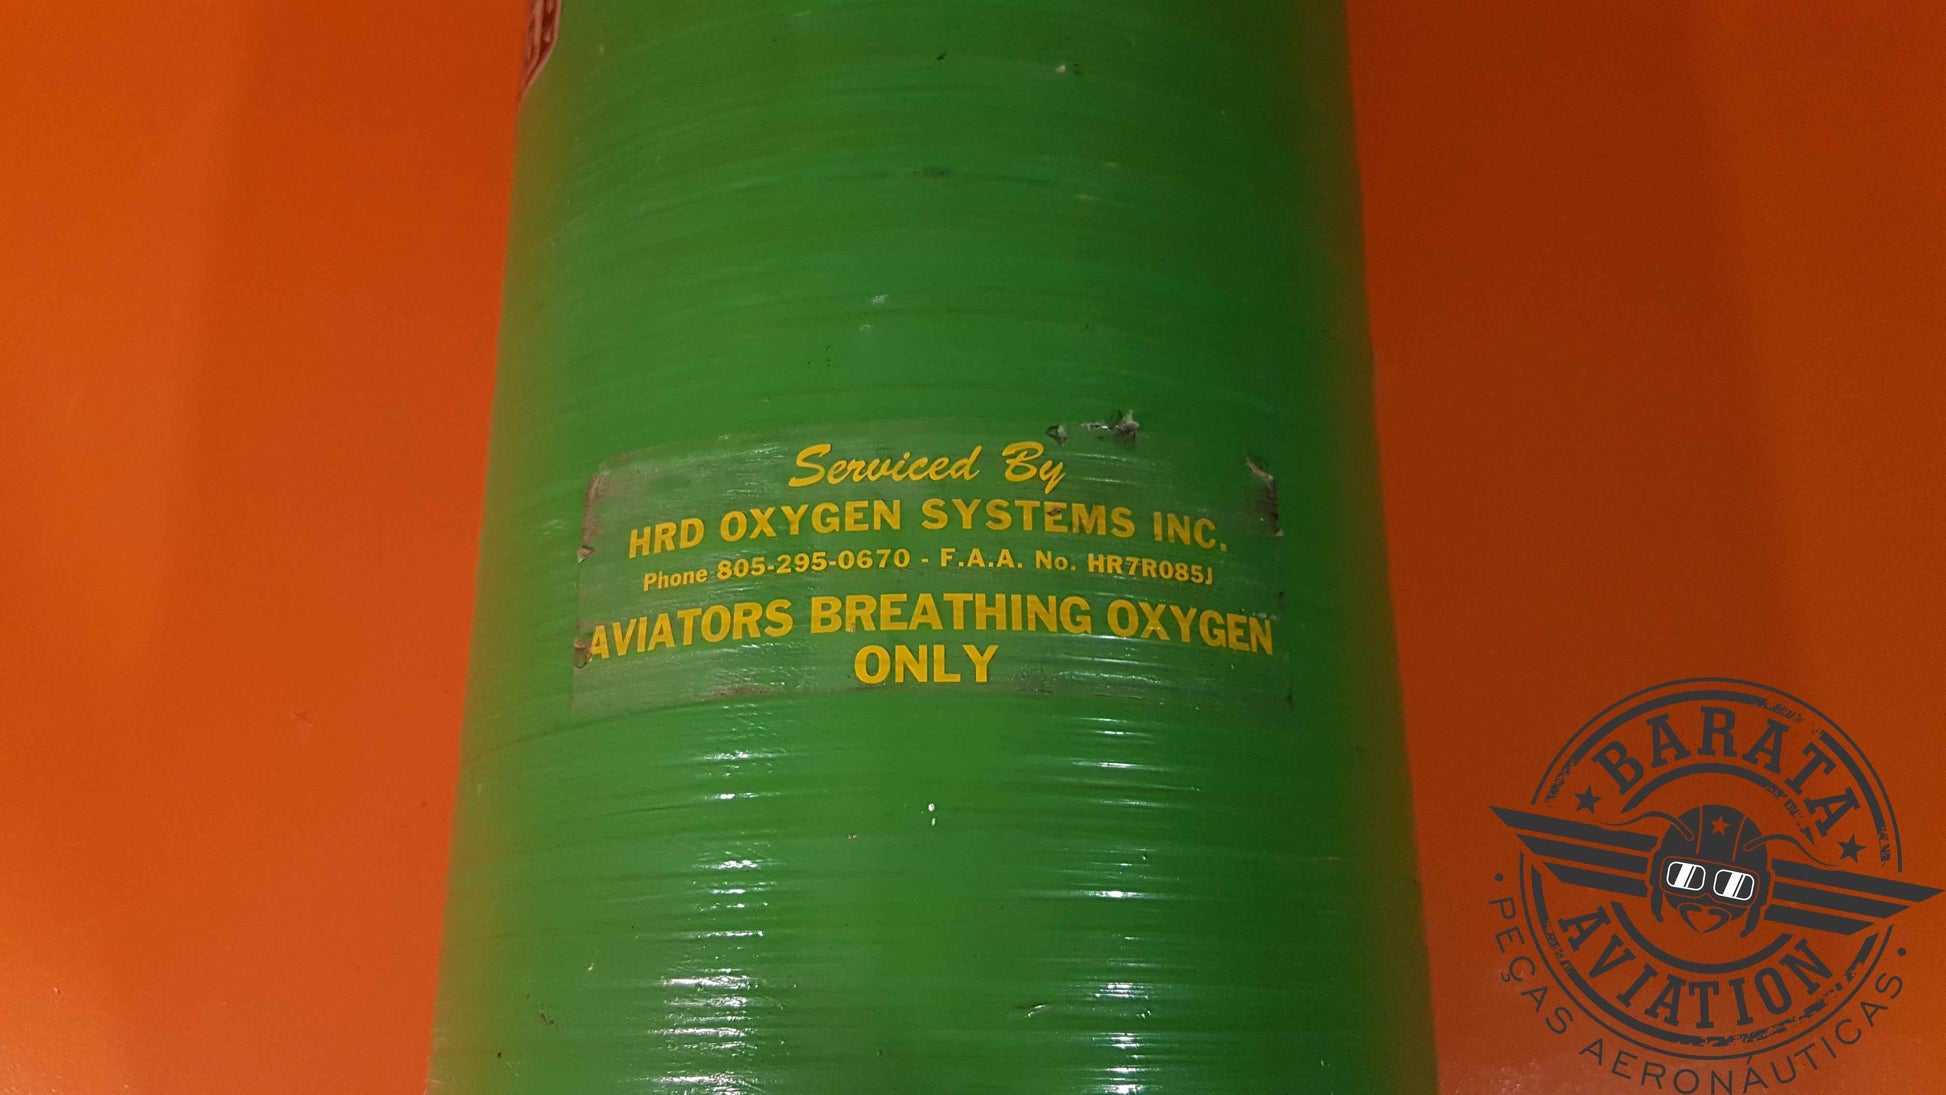 Serviced By
HRD OXYGEN SYSTEMS INC.
Phone 805-295-0670 - F.A.A. No. HR7R085J
AVIATORS BREATHING OXYGEN
ONLY
BARATA
AVIATION
PEÇAS AERONÁUTICAS